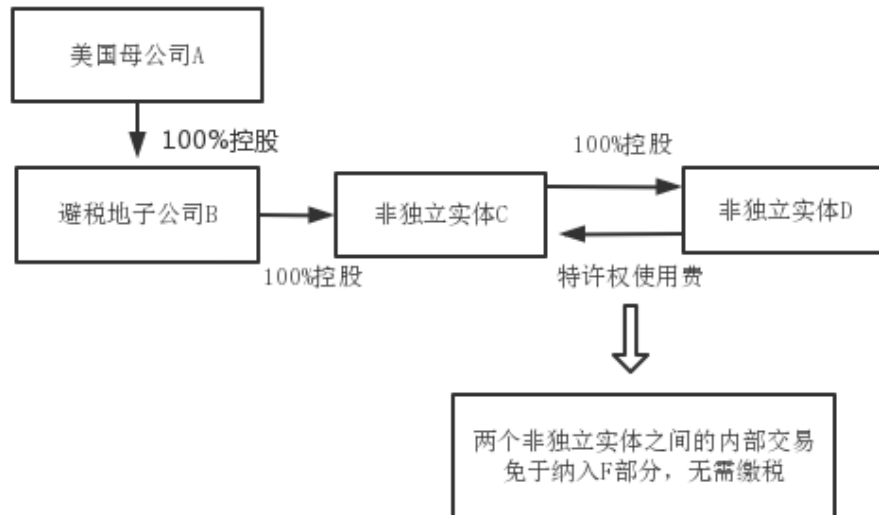 美国母公司A
100%控股
100%控股
避税地子公司B
非独立实体C
非独立实体D
100%控股
特许权使用费
两个非独立实体之间的内部交易
免于纳入F部分，无需缴税